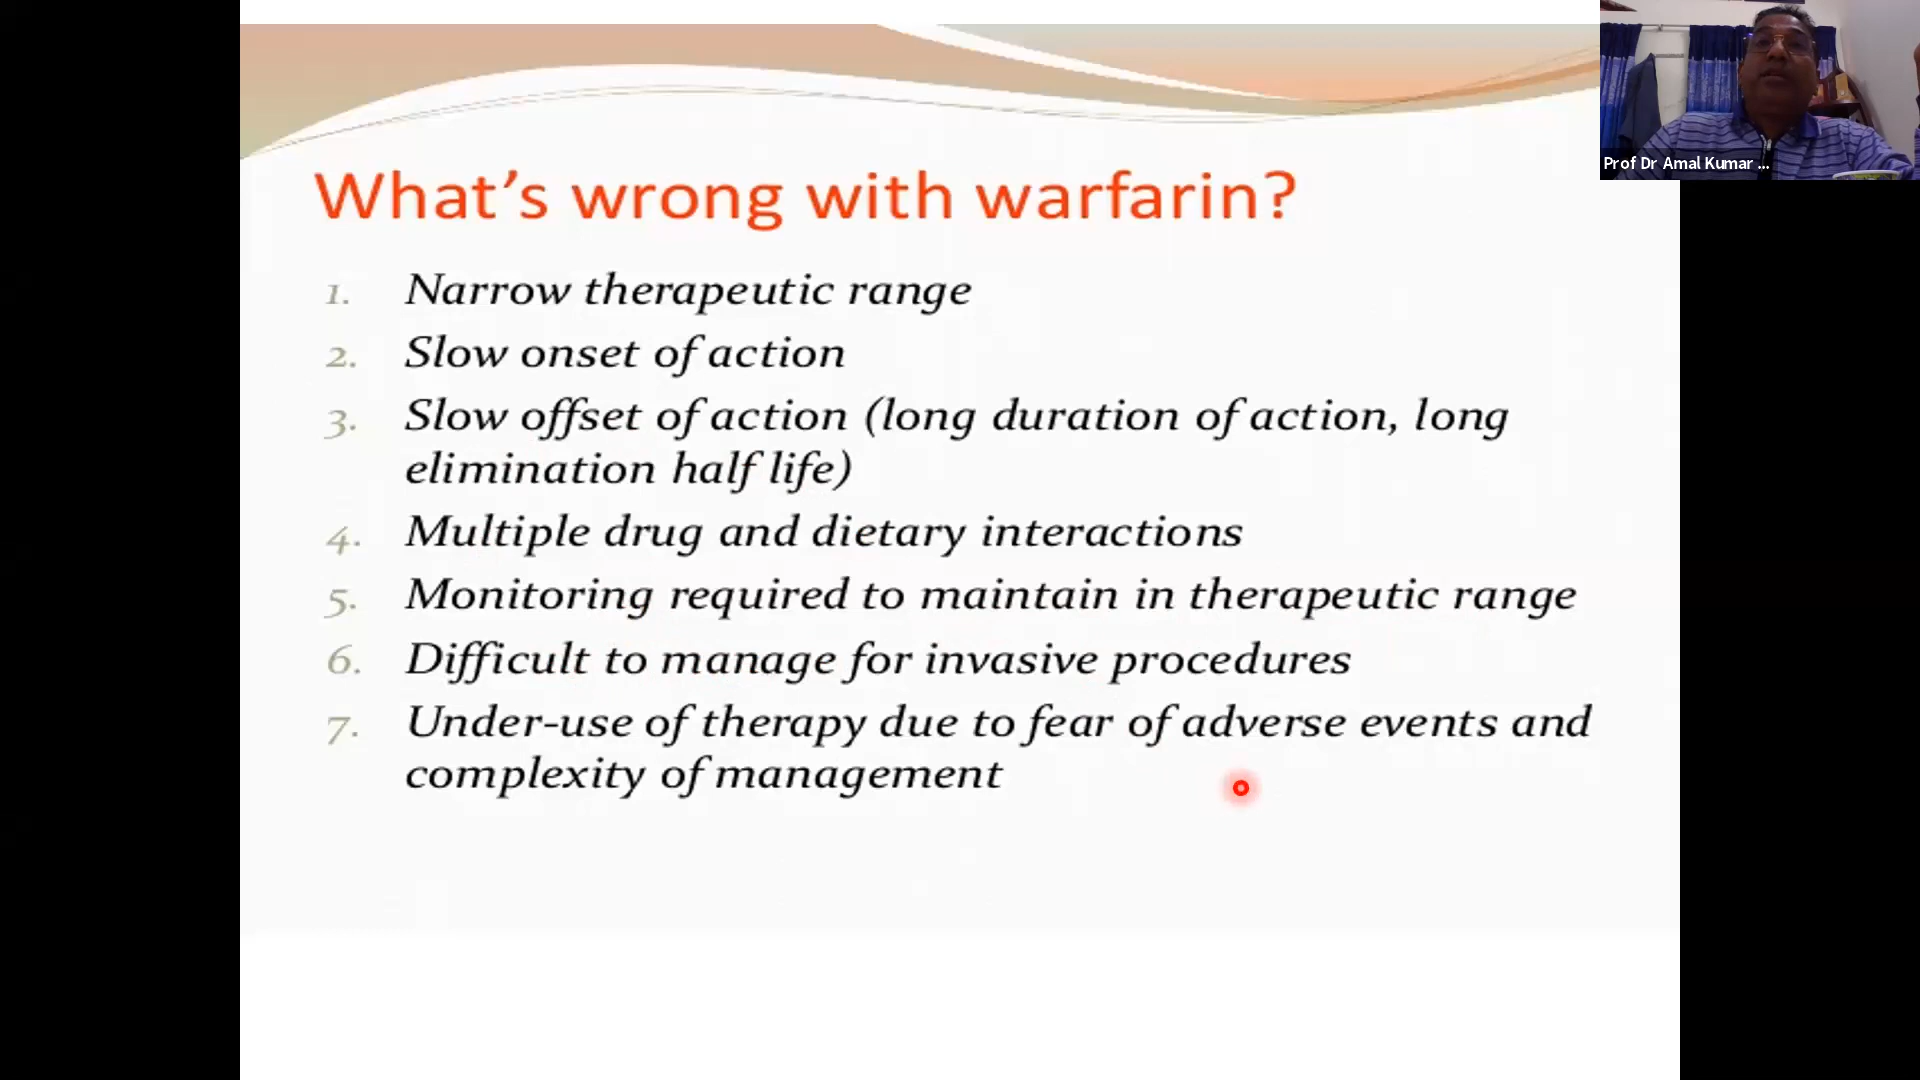 Prof Dr Amal Kumar ...
What's wrong with warfarin?
1. Narrow therapeutic range
2. Slow onset of action
3. Slow offset of action (long duration of action, long
elimination half life)
4. Multiple drug and dietary interactions
5. Monitoring required to maintain in therapeutic range
6. Difficult to manage for invasive procedures
7. Under-use of therapy due to fear of adverse events and
complexity of management